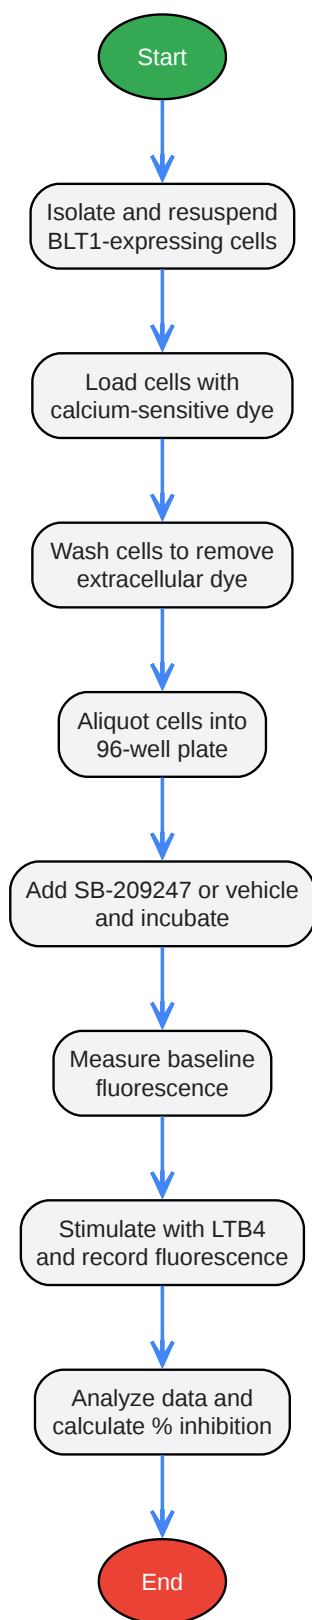 Start
Isolate and resuspend
BLT1-expressing cells
Load cells with
calcium-sensitive dye
Wash cells to remove
extracellular dye
Aliquot cells into
96-well plate
Add SB-209247 or vehicle
and incubate
Measure baseline
fluorescence
Stimulate with LTB4
and record fluorescence
Analyze data and
calculate % inhibition
End